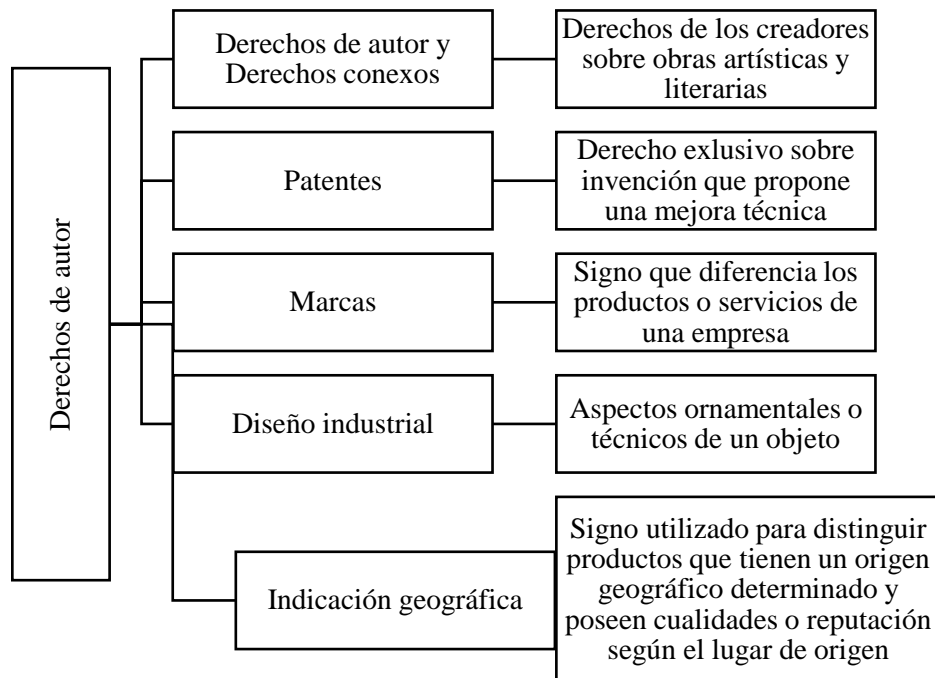 Derechos de autor
Derechos de autor y
Derechos conexos
Derechos de los creadores
sobre obras artísticas y
literarias
Patentes
Derecho exlusivo sobre
invención que propone
una mejora técnica
Marcas
Signo que diferencia los
productos o servicios de
una empresa
Diseño industrial
Aspectos ornamentales o
técnicos de un objeto
Indicación geográfica
Signo utilizado para distinguir
productos que tienen un origen
geográfico determinado y
poseen cualidades o reputación
según el lugar de origen